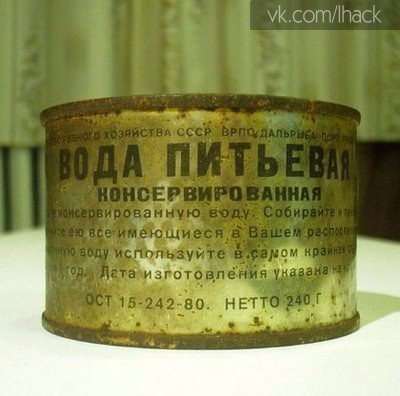 vk.com/lhack
ХОЗЯЙСТВА СССР ВРПО ДАЛЬРЫБА
ВОДА ПИТЬЕВАЯ
КОНСЕРВИРОВАННАЯ
консервированную воду. Собирайте и
ею все имеющиеся в Вашем
воду используйте в самом крайнем
год. Дата изготовления указана на
ОСТ 15-242-80. НЕТТО 240 Г